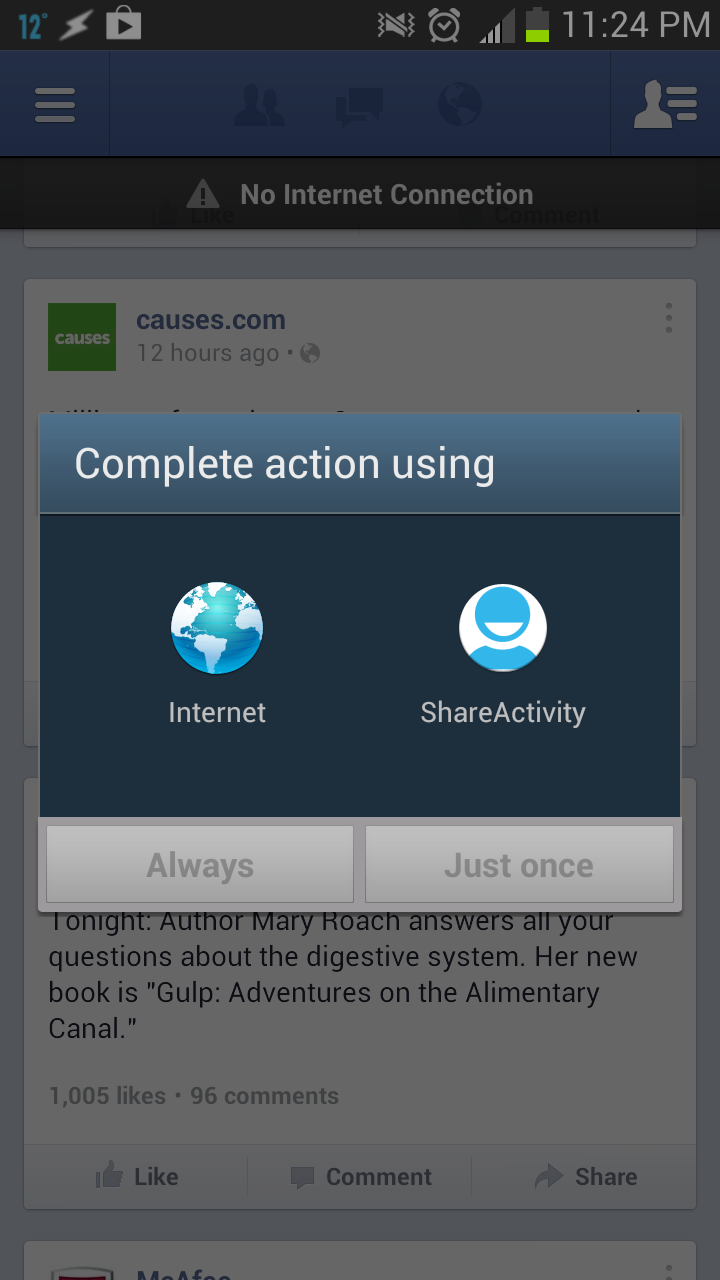 12°
11:24 PM
No Internet Connection
Like
Comment
causes
causes.com
12 hours ago •
Complete action using
Internet
ShareActivity
Always
Just once
Tonight: Author Mary Roach answers all your
questions about the digestive system. Her new
book is "Gulp: Adventures on the Alimentary
Canal."
1,005 likes • 96 comments
Like
Comment
Share
McAfee